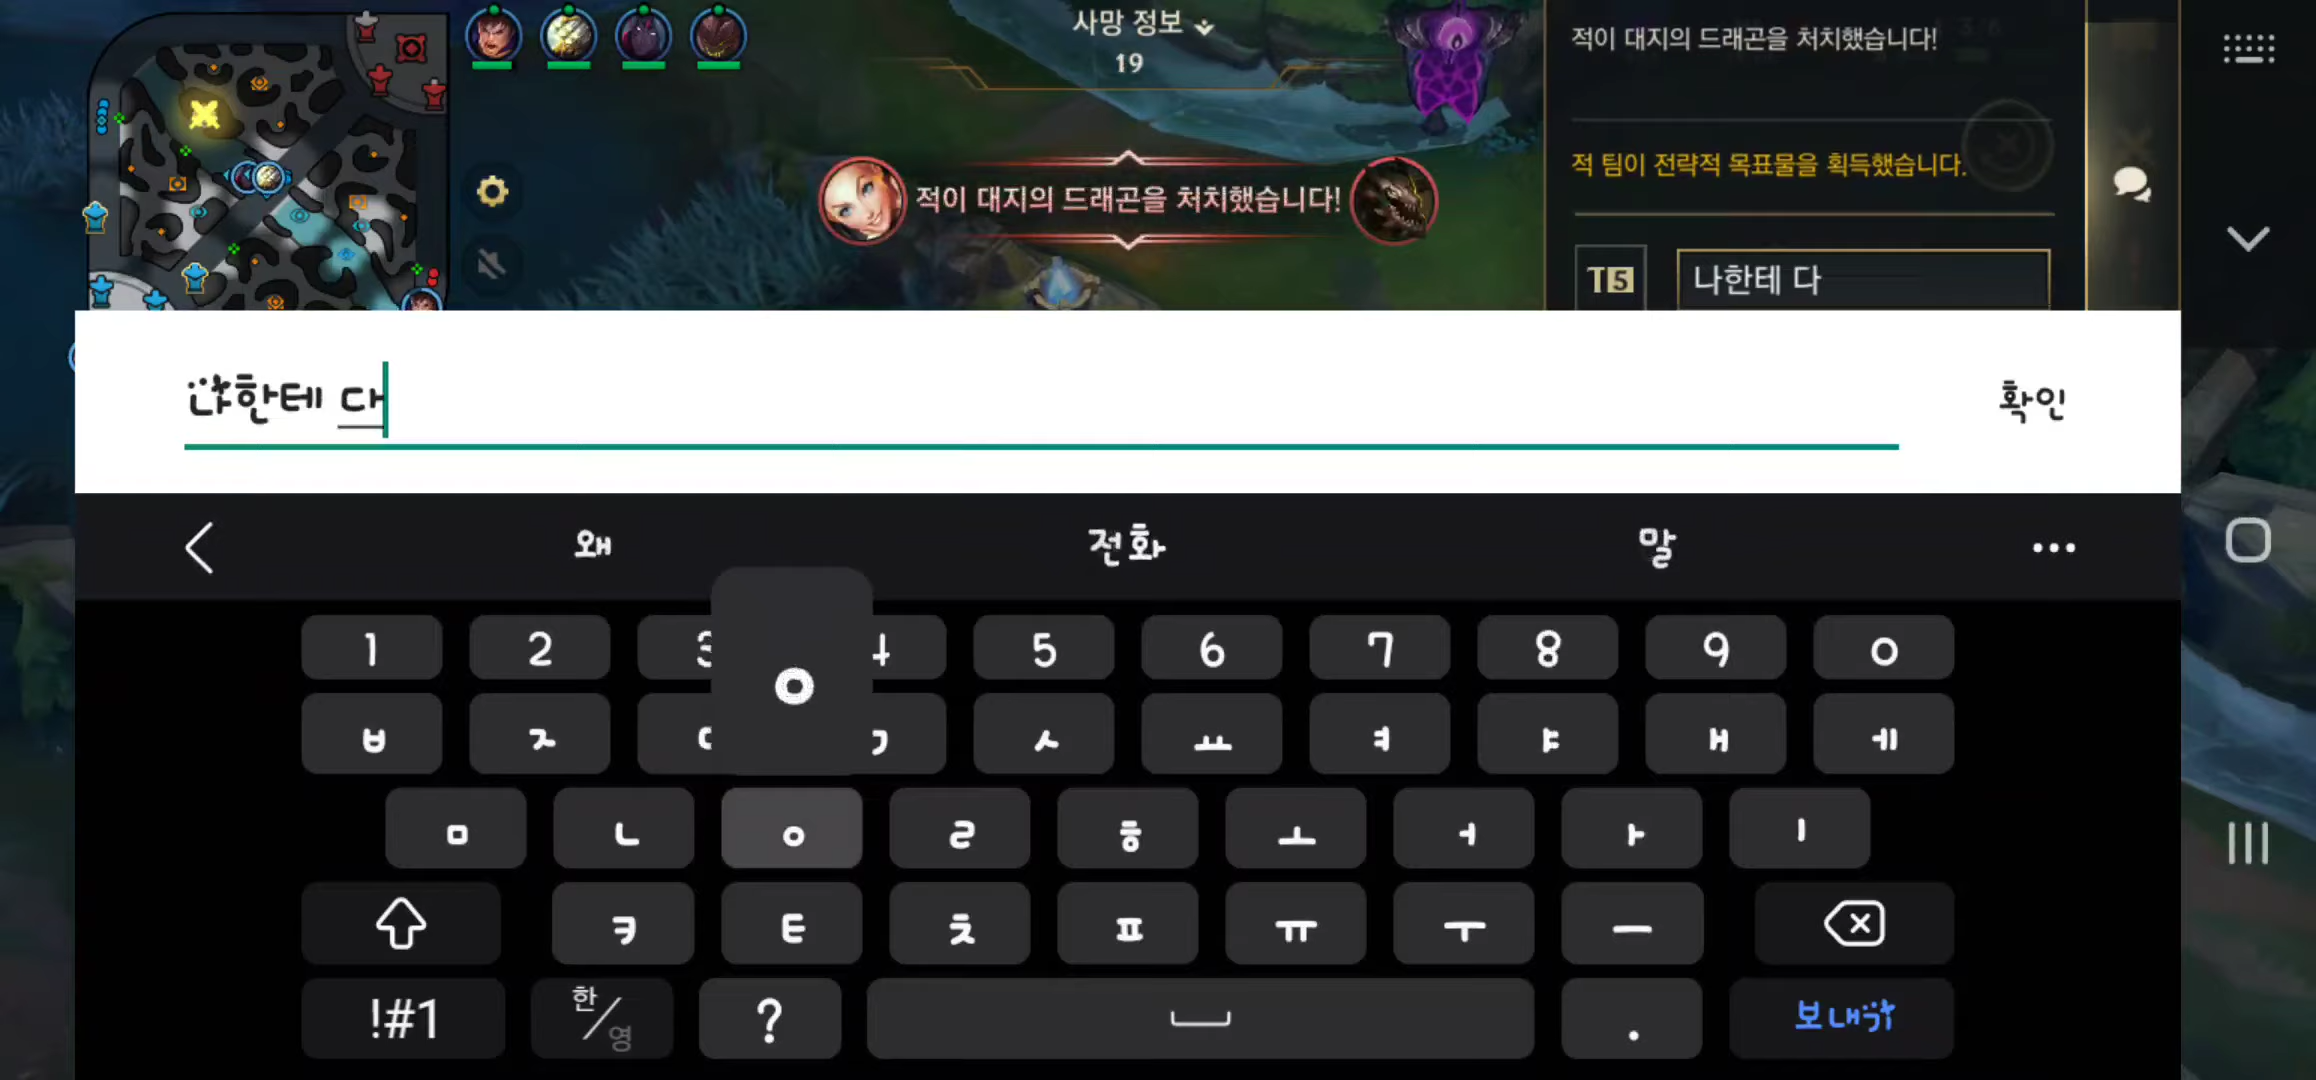 사망 정보
19
적이 대지의 드래곤을 처치했습니다!
적이 대지의 드래곤을 처치했습니다!
적 팀이 전략적 목표물을 획득했습니다.
T5
나한테 다
나한테 다
확인
왜
전화
말
1 2 3 4 5 6 7 8 9 0
ㅂ ㅈ ㄷ ㄱ ㅅ ㅛ ㅕ ㅑ ㅐ ㅔ
ㅇ
ㅁ ㄴ ㅇ ㄹ ㅎ ㅗ ㅓ ㅏ ㅣ
ㅋ ㅌ ㅊ ㅍ ㅠ ㅜ ㅡ
!#1 한/영 ? . 보내기